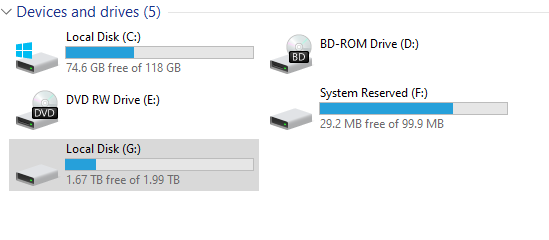 Devices and drives (5)
Local Disk (C:)
74.6 GB free of 118 GB
BD-ROM Drive (D:)
BD
DVD RW Drive (E:)
DVD
System Reserved (F:)
29.2 MB free of 99.9 MB
Local Disk (G:)
1.67 TB free of 1.99 TB